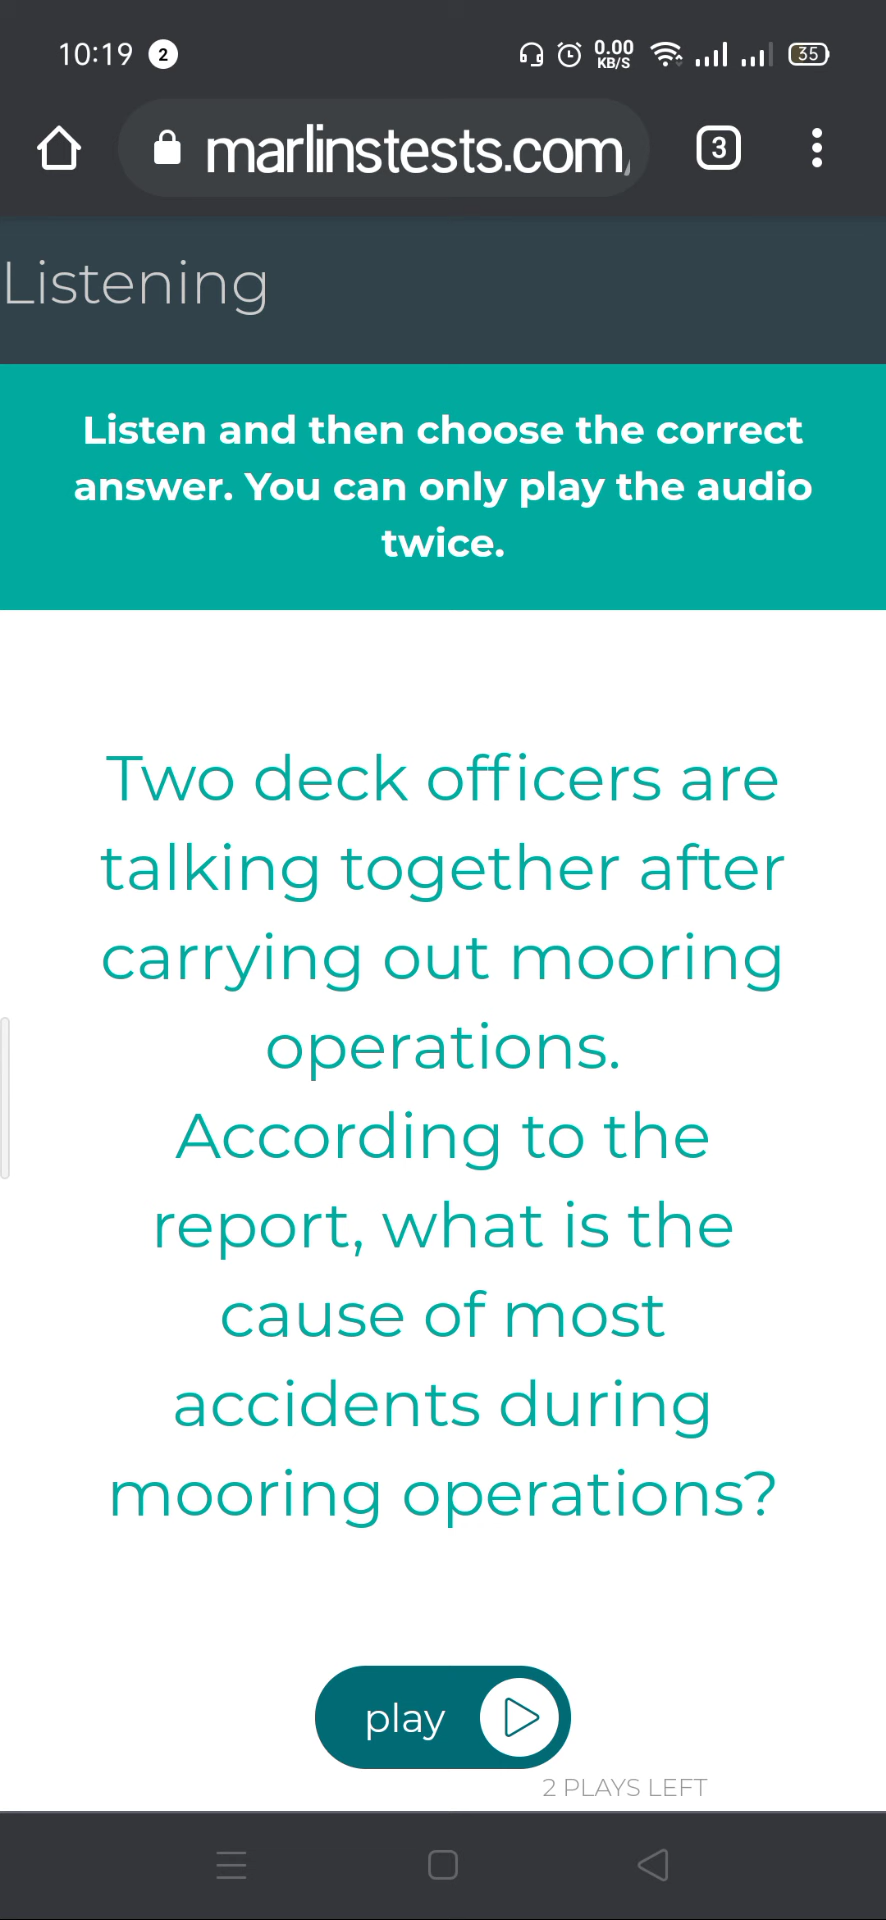 10:19 2 0.00 KB/S 35
marlinstests.com 3
Listening
Listen and then choose the correct
answer. You can only play the audio
twice.
Two deck officers are
talking together after
carrying out mooring
operations.
According to the
report, what is the
cause of most
accidents during
mooring operations?
play
2 PLAYS LEFT